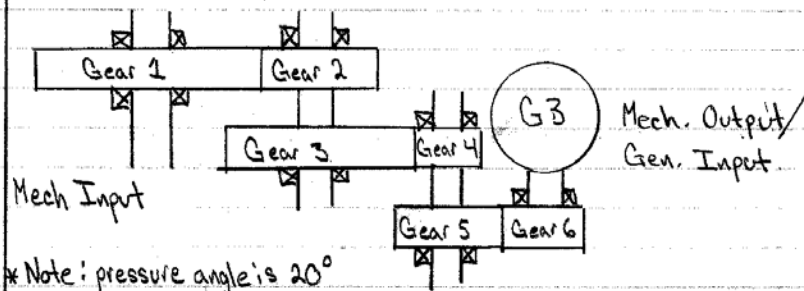 Gear 1
Gear 2
Gear 3
Gear 4
G3
Mech. Output/
Gen. Input
Mech Input
Gear 5
Gear 6
* Note: pressure angle is 20°